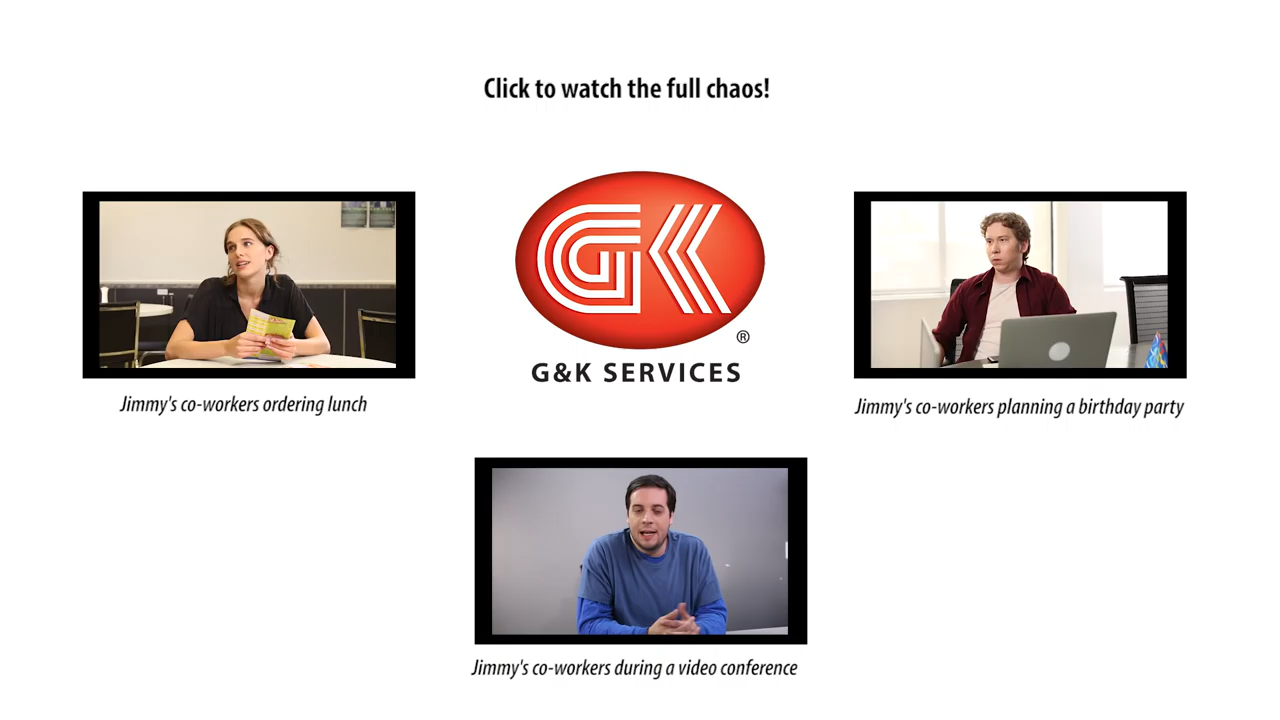 Click to watch the full chaos!
GK
®
G&K SERVICES
Jimmy's co-workers ordering lunch
Jimmy's co-workers planning a birthday party
Jimmy's co-workers during a video conference